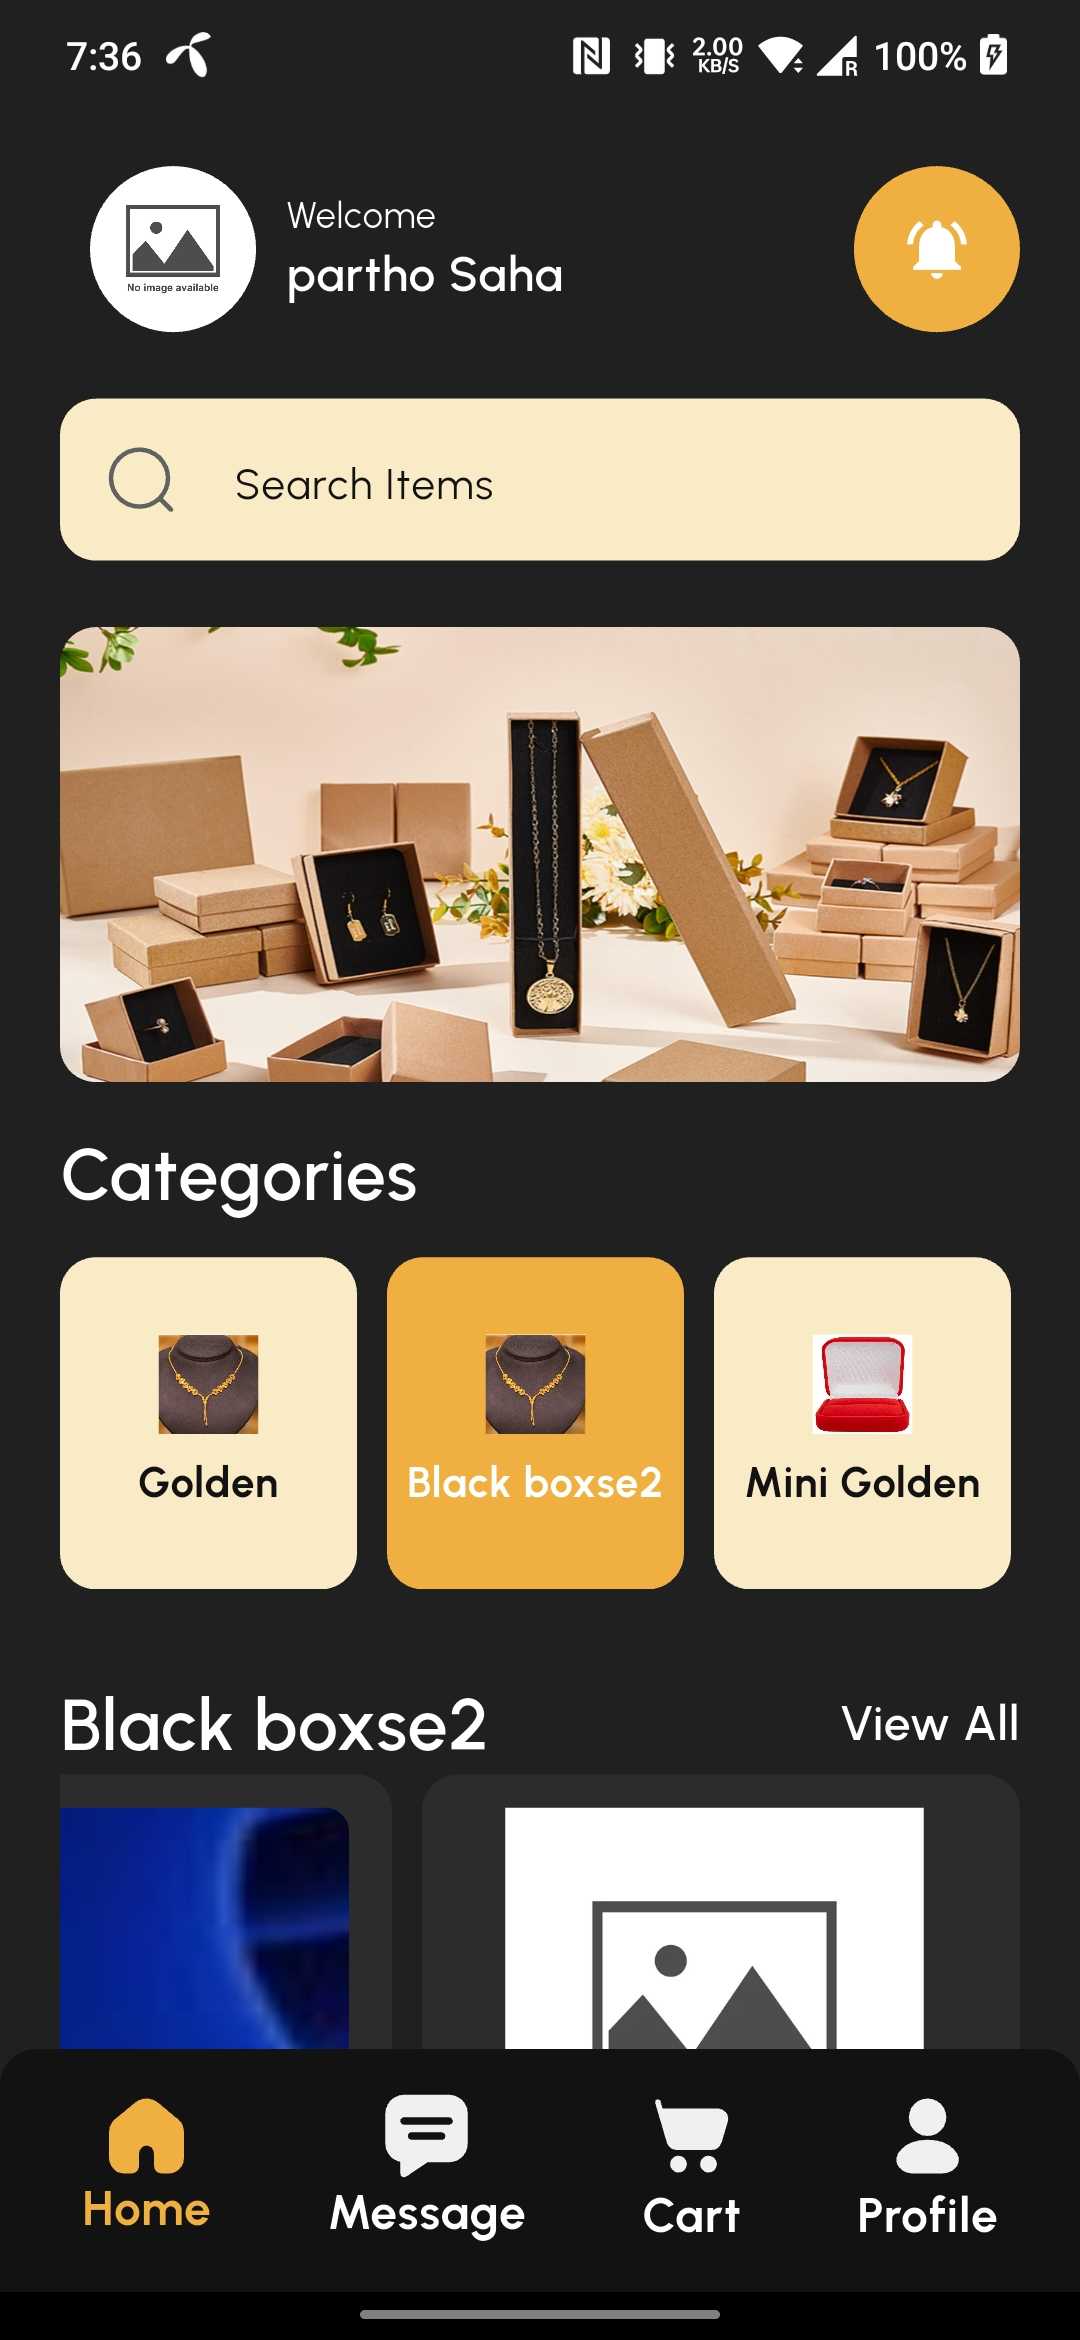 7:36
2.00
KB/S
R
100%
No image available
Welcome
partho Saha
Search Items
Categories
Golden
Black boxse2
Mini Golden
Black boxse2
View All
Home
Message
Cart
Profile